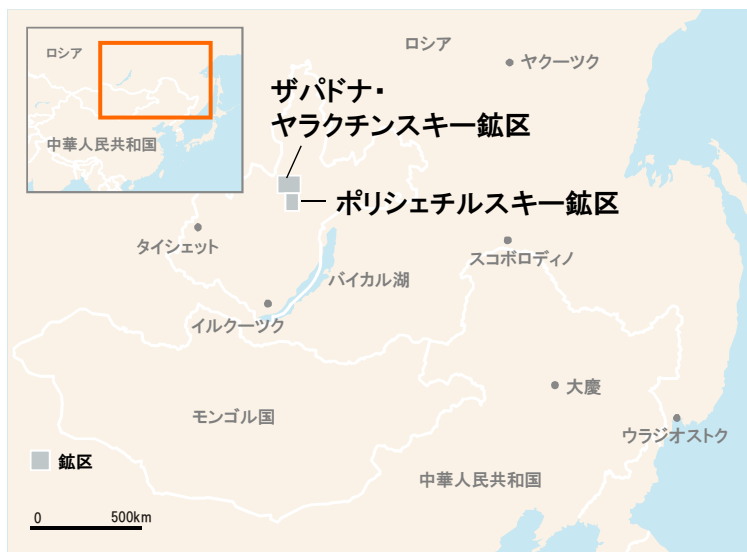 ロシア
中華人民共和国
ロシア
ヤクーツク
ザパドナ・
ヤラクチンスキー鉱区
ポリシェチルスキー鉱区
タイシェット
スコボロディノ
バイカル湖
イルクーツク
大慶
モンゴル国
ウラジオストク
鉱区
中華人民共和国
0 500km